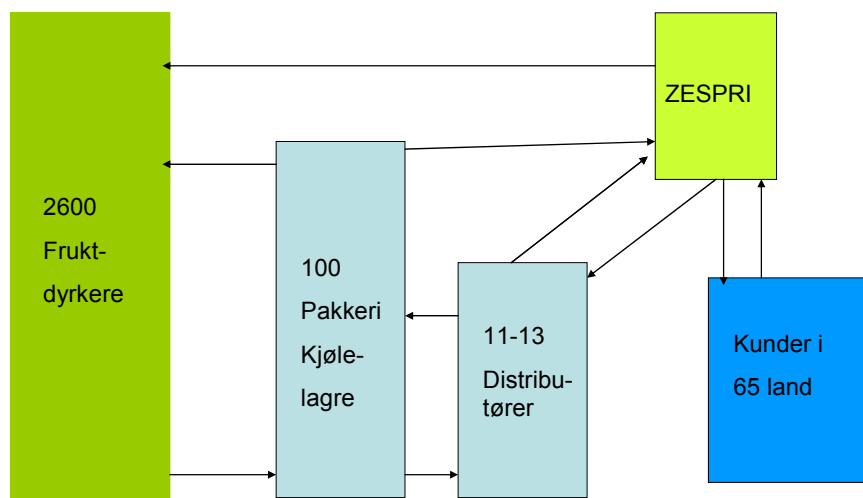 2600
Frukt-
dyrkere
100
Pakkeri
Kjøle-
lagre
11-13
Distribu-
tører
ZESPRI
Kunder i
65 land